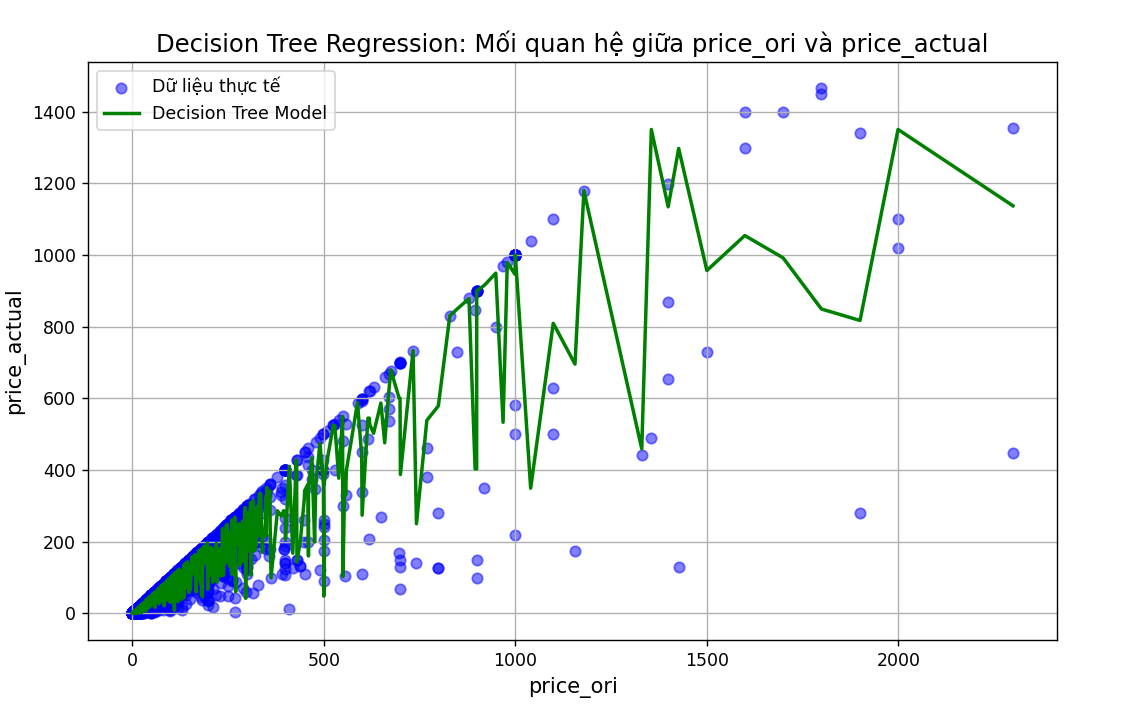 Decision Tree Regression: Mối quan hệ giữa price_ori và price_actual
Dữ liệu thực tế
Decision Tree Model
price_actual
1400
1200
1000
800
600
400
200
0
0 500 1000 1500 2000
price_ori